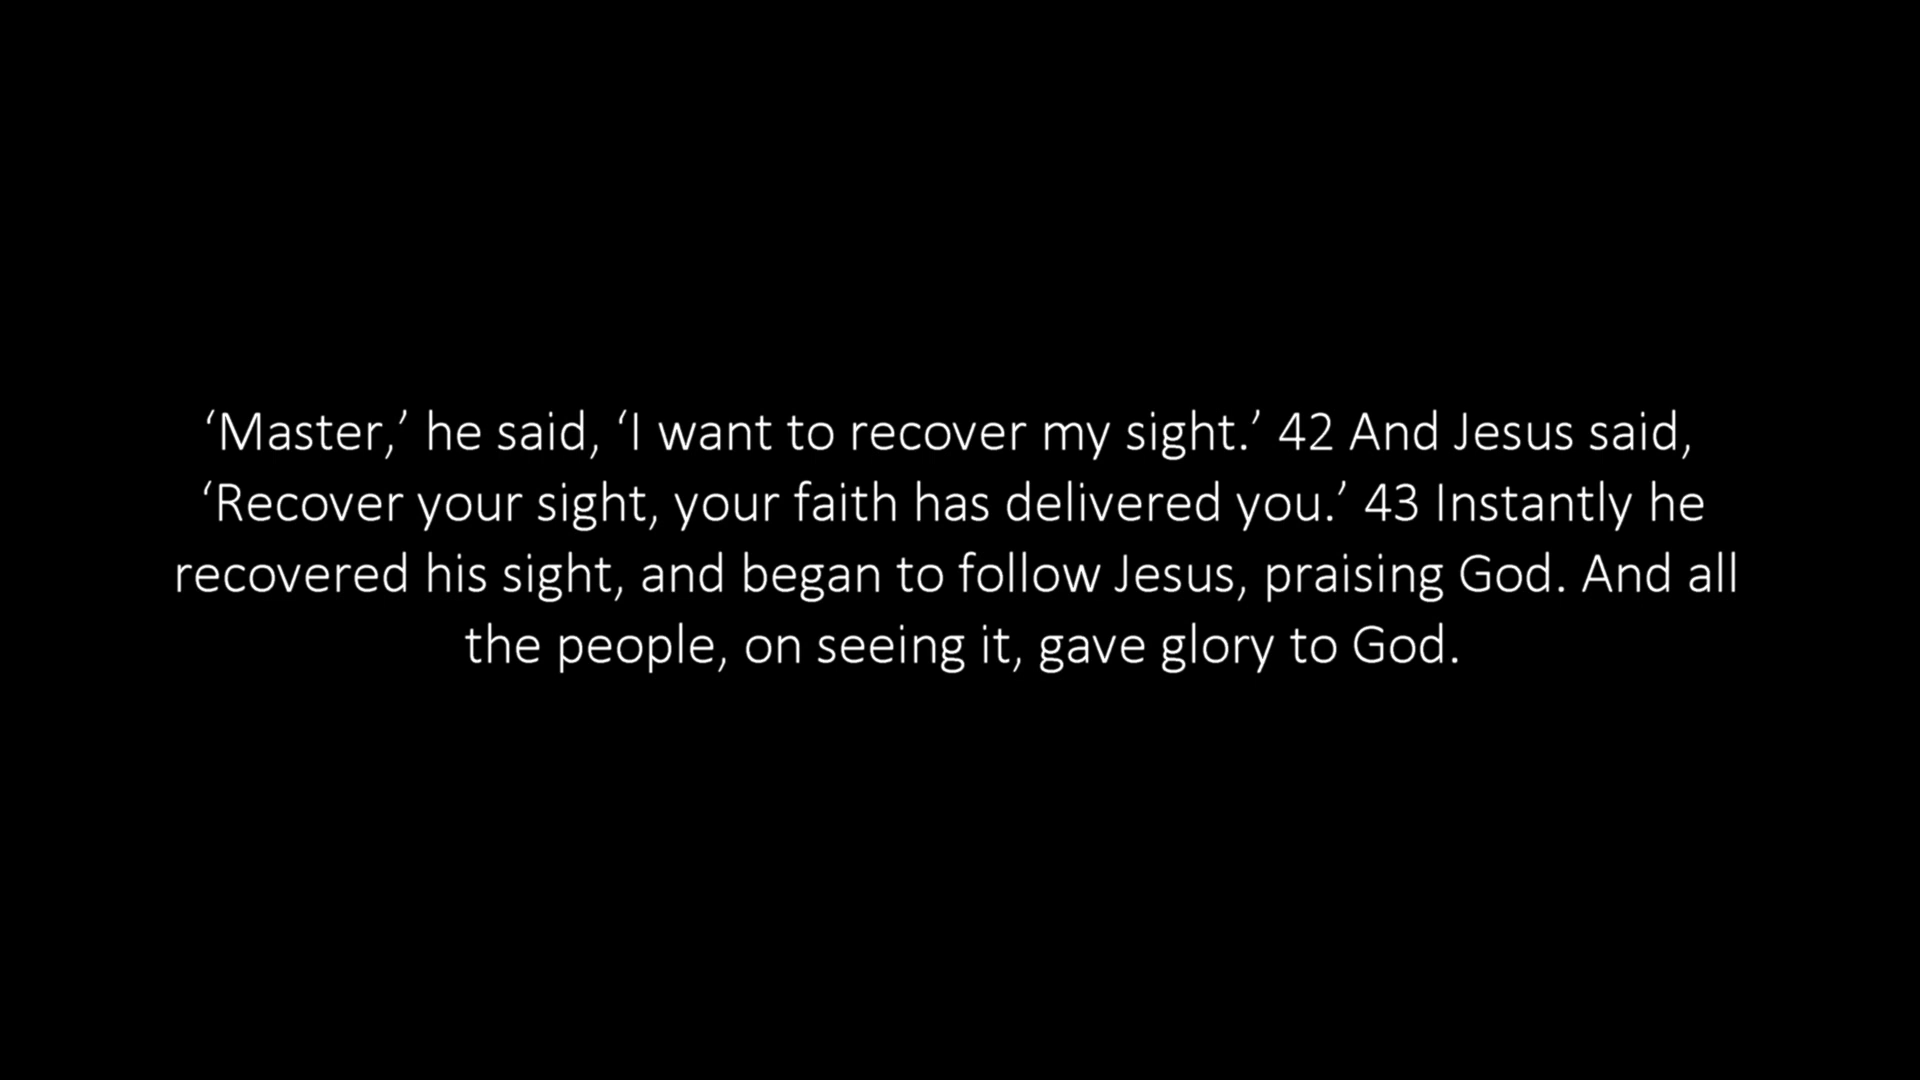 ‘Master,’ he said, ‘I want to recover my sight.’ 42 And Jesus said,
‘Recover your sight, your faith has delivered you.’ 43 Instantly he
recovered his sight, and began to follow Jesus, praising God. And all
the people, on seeing it, gave glory to God.